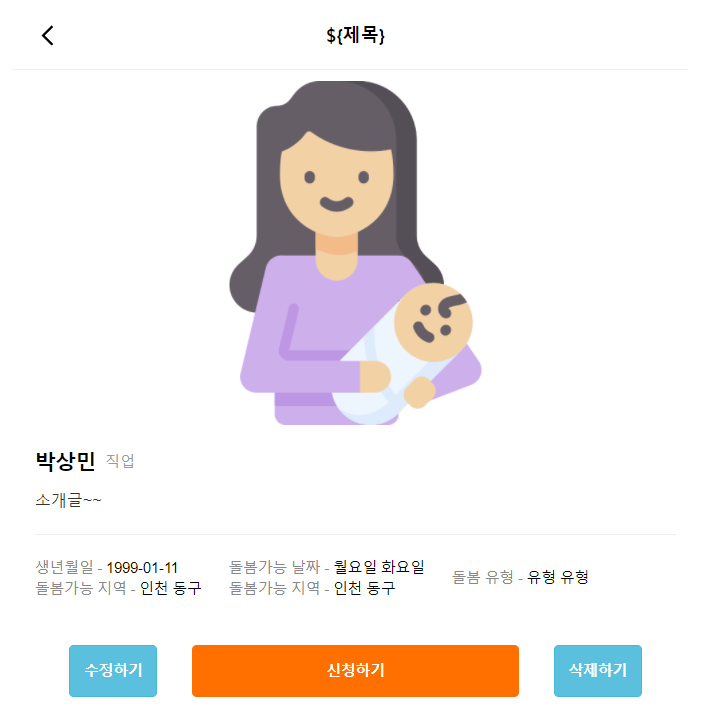 ${제목}
박상민 직업
소개글~~
생년월일 - 1999-01-11
돌봄가능 지역 - 인천 동구
돌봄가능 날짜 - 월요일 화요일
돌봄가능 지역 - 인천 동구
돌봄 유형 - 유형 유형
수정하기
신청하기
삭제하기